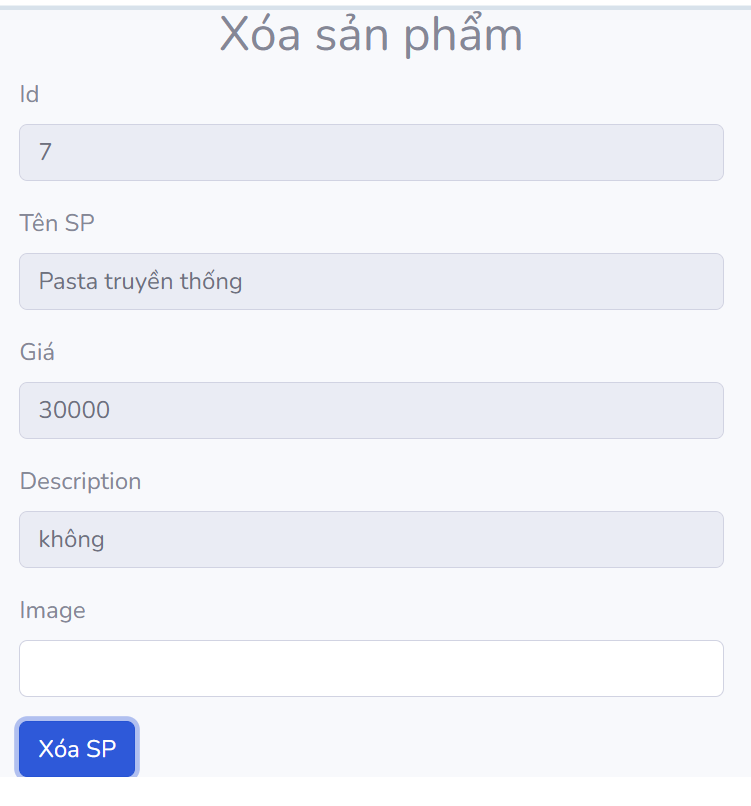 Xóa sản phẩm
Id
7
Tên SP
Pasta truyền thống
Giá
30000
Description
không
Image
Xóa SP